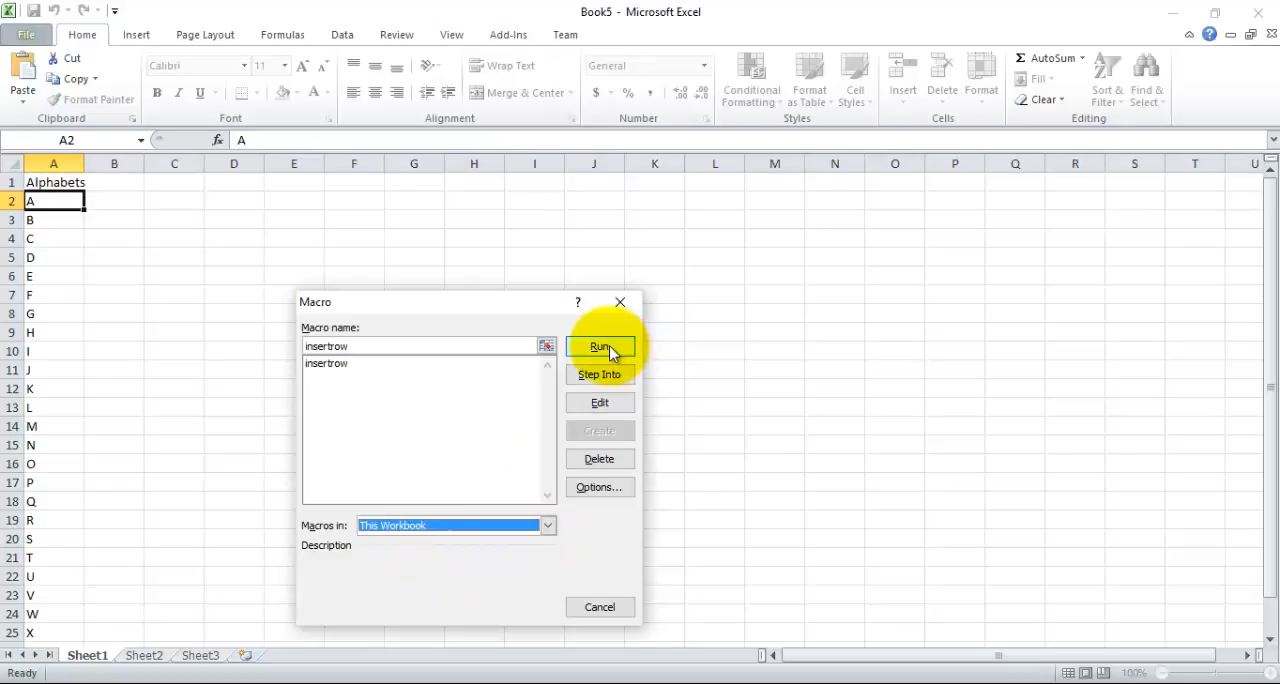 Book5 - Microsoft Excel
File Home Insert Page Layout Formulas Data Review View Add-Ins Team
Paste
Cut
Copy
Format Painter
Clipboard
Calibri 11 A A
B I U A
Font
Wrap Text
Merge & Center
Alignment
General
$ % ,
Number
Conditional Formatting
Format as Table
Cell Styles
Styles
Insert Delete Format
Cells
Σ AutoSum
Fill
Clear
Sort & Filter
Find & Select
Editing
A2 fx A
A B C D E F G H I J K L M N O P Q R S T U
1 Alphabets
2 A
3 B
4 C
5 D
6 E
7 F
8 G
9 H
10 I
11 J
12 K
13 L
14 M
15 N
16 O
17 P
18 Q
19 R
20 S
21 T
22 U
23 V
24 W
25 X
Macro ?
Macro name:
insertrow
insertrow
Run
Step Into
Edit
Create
Delete
Options...
Macros in: This Workbook
Description
Cancel
Sheet1 Sheet2 Sheet3
Ready 100%